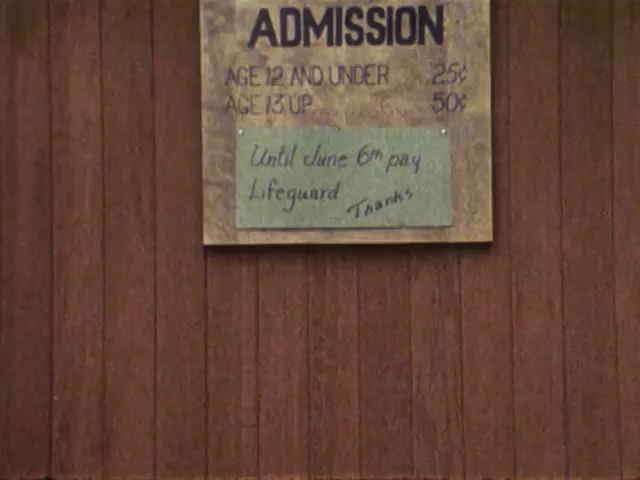 ADMISSION
AGE 12 AND UNDER .25¢
AGE 13 UP 50¢
Until June 6th pay
Lifeguard
Thanks